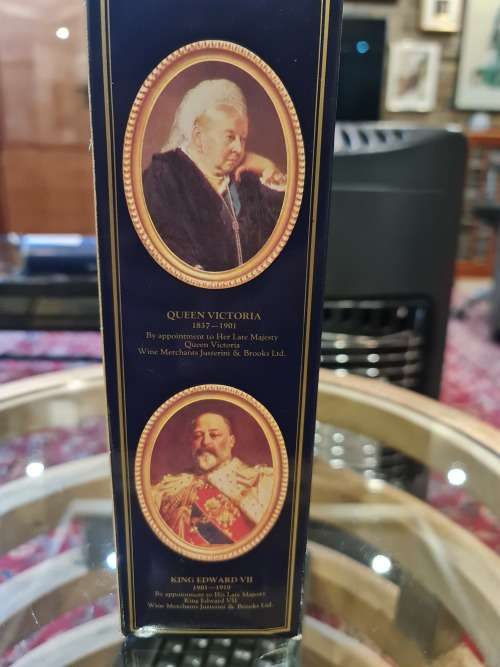 QUEEN VICTORIA
1837—1901
By appointment to Her Late Majesty
Queen Victoria
Wine Merchants Justerini & Brooks Ltd.
KING EDWARD VII
1901—1910
By appointment to His Late Majesty
King Edward VII
Wine Merchants Justerini & Brooks Ltd.